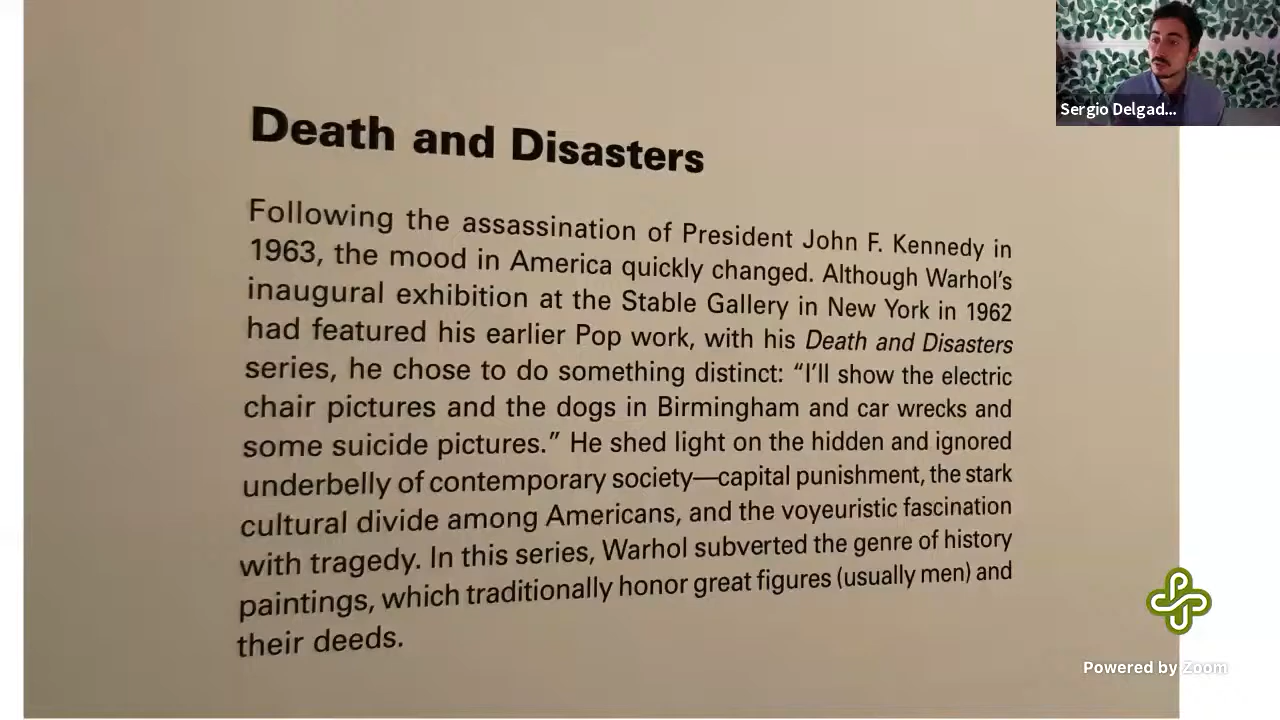 Death and Disasters
Following the assassination of President John F. Kennedy in
1963, the mood in America quickly changed. Although Warhol's
inaugural exhibition at the Stable Gallery in New York in 1962
had featured his earlier Pop work, with his Death and Disasters
series, he chose to do something distinct: “I'll show the electric
chair pictures and the dogs in Birmingham and car wrecks and
some suicide pictures.” He shed light on the hidden and ignored
underbelly of contemporary society—capital punishment, the stark
cultural divide among Americans, and the voyeuristic fascination
with tragedy. In this series, Warhol subverted the genre of history
paintings, which traditionally honor great figures (usually men) and
their deeds.
Sergio Delgad...
Powered by Zoom